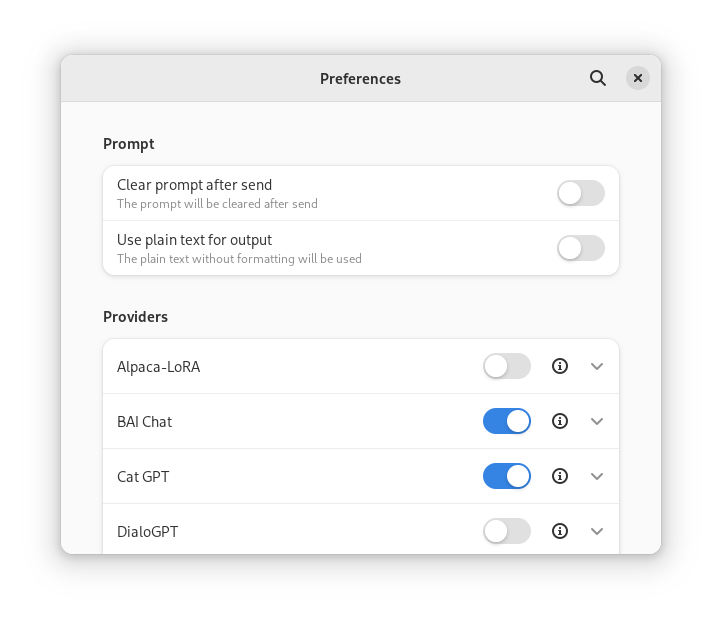 Preferences
Prompt
Clear prompt after send
The prompt will be cleared after send
Use plain text for output
The plain text without formatting will be used
Providers
Alpaca-LoRA
BAI Chat
Cat GPT
DialoGPT